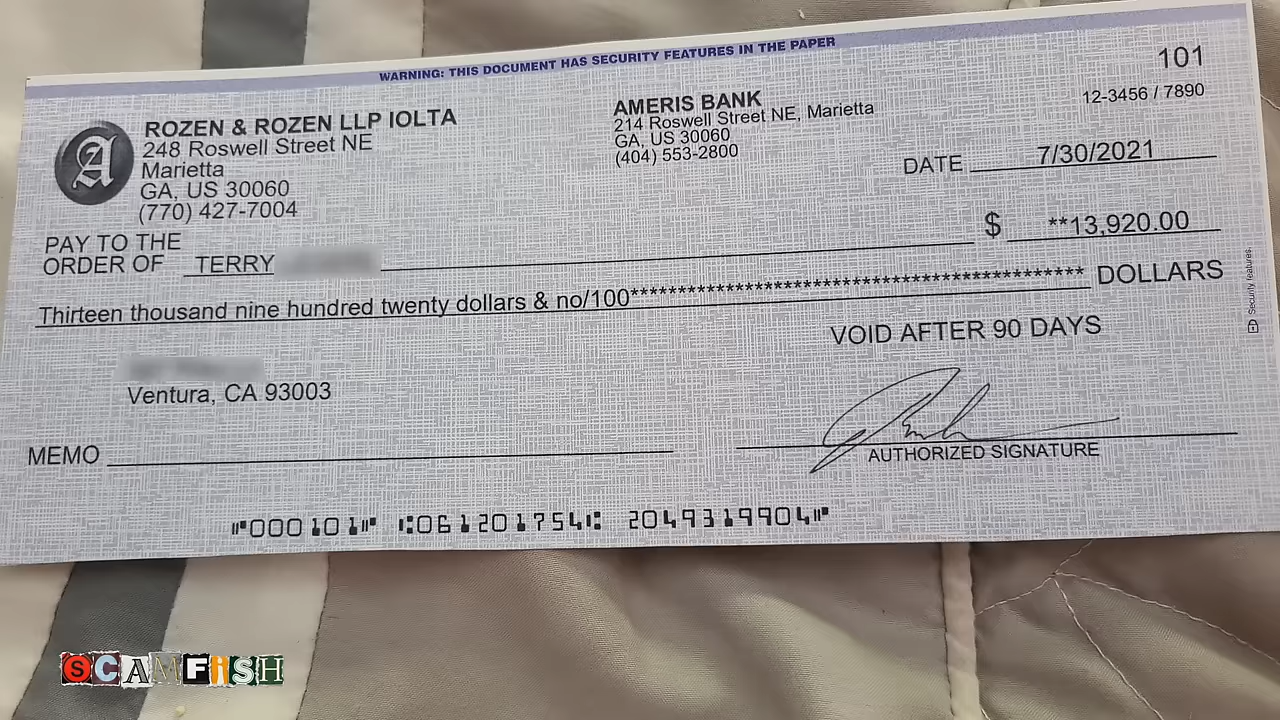 WARNING: THIS DOCUMENT HAS SECURITY FEATURES IN THE PAPER
101
12-3456 / 7890
A
ROZEN & ROZEN LLP IOLTA
248 Roswell Street NE
Marietta
GA, US 30060
(770) 427-7004
AMERIS BANK
214 Roswell Street NE, Marietta
GA, US 30060
(404) 553-2800
DATE 7/30/2021
$ **13,920.00
PAY TO THE
ORDER OF TERRY
Thirteen thousand nine hundred twenty dollars & no/100**************************************************** DOLLARS
Security features.
VOID AFTER 90 DAYS
Ventura, CA 93003
MEMO
AUTHORIZED SIGNATURE
⑈000101⑈ ⑆061201754⑆ 2049319904⑈
SCAMFISH